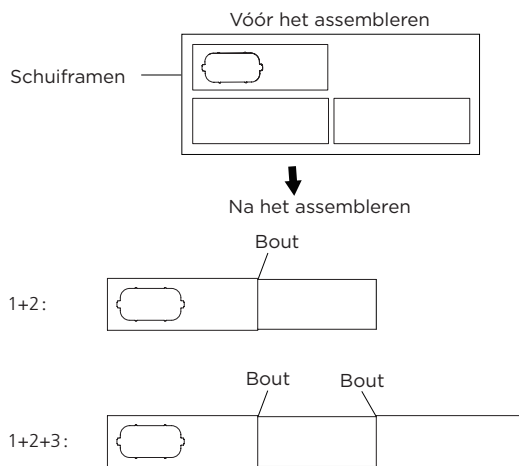 Vóór het assembleren
Schuiframen
Na het assembleren
Bout
1+2:
Bout
Bout
1+2+3: